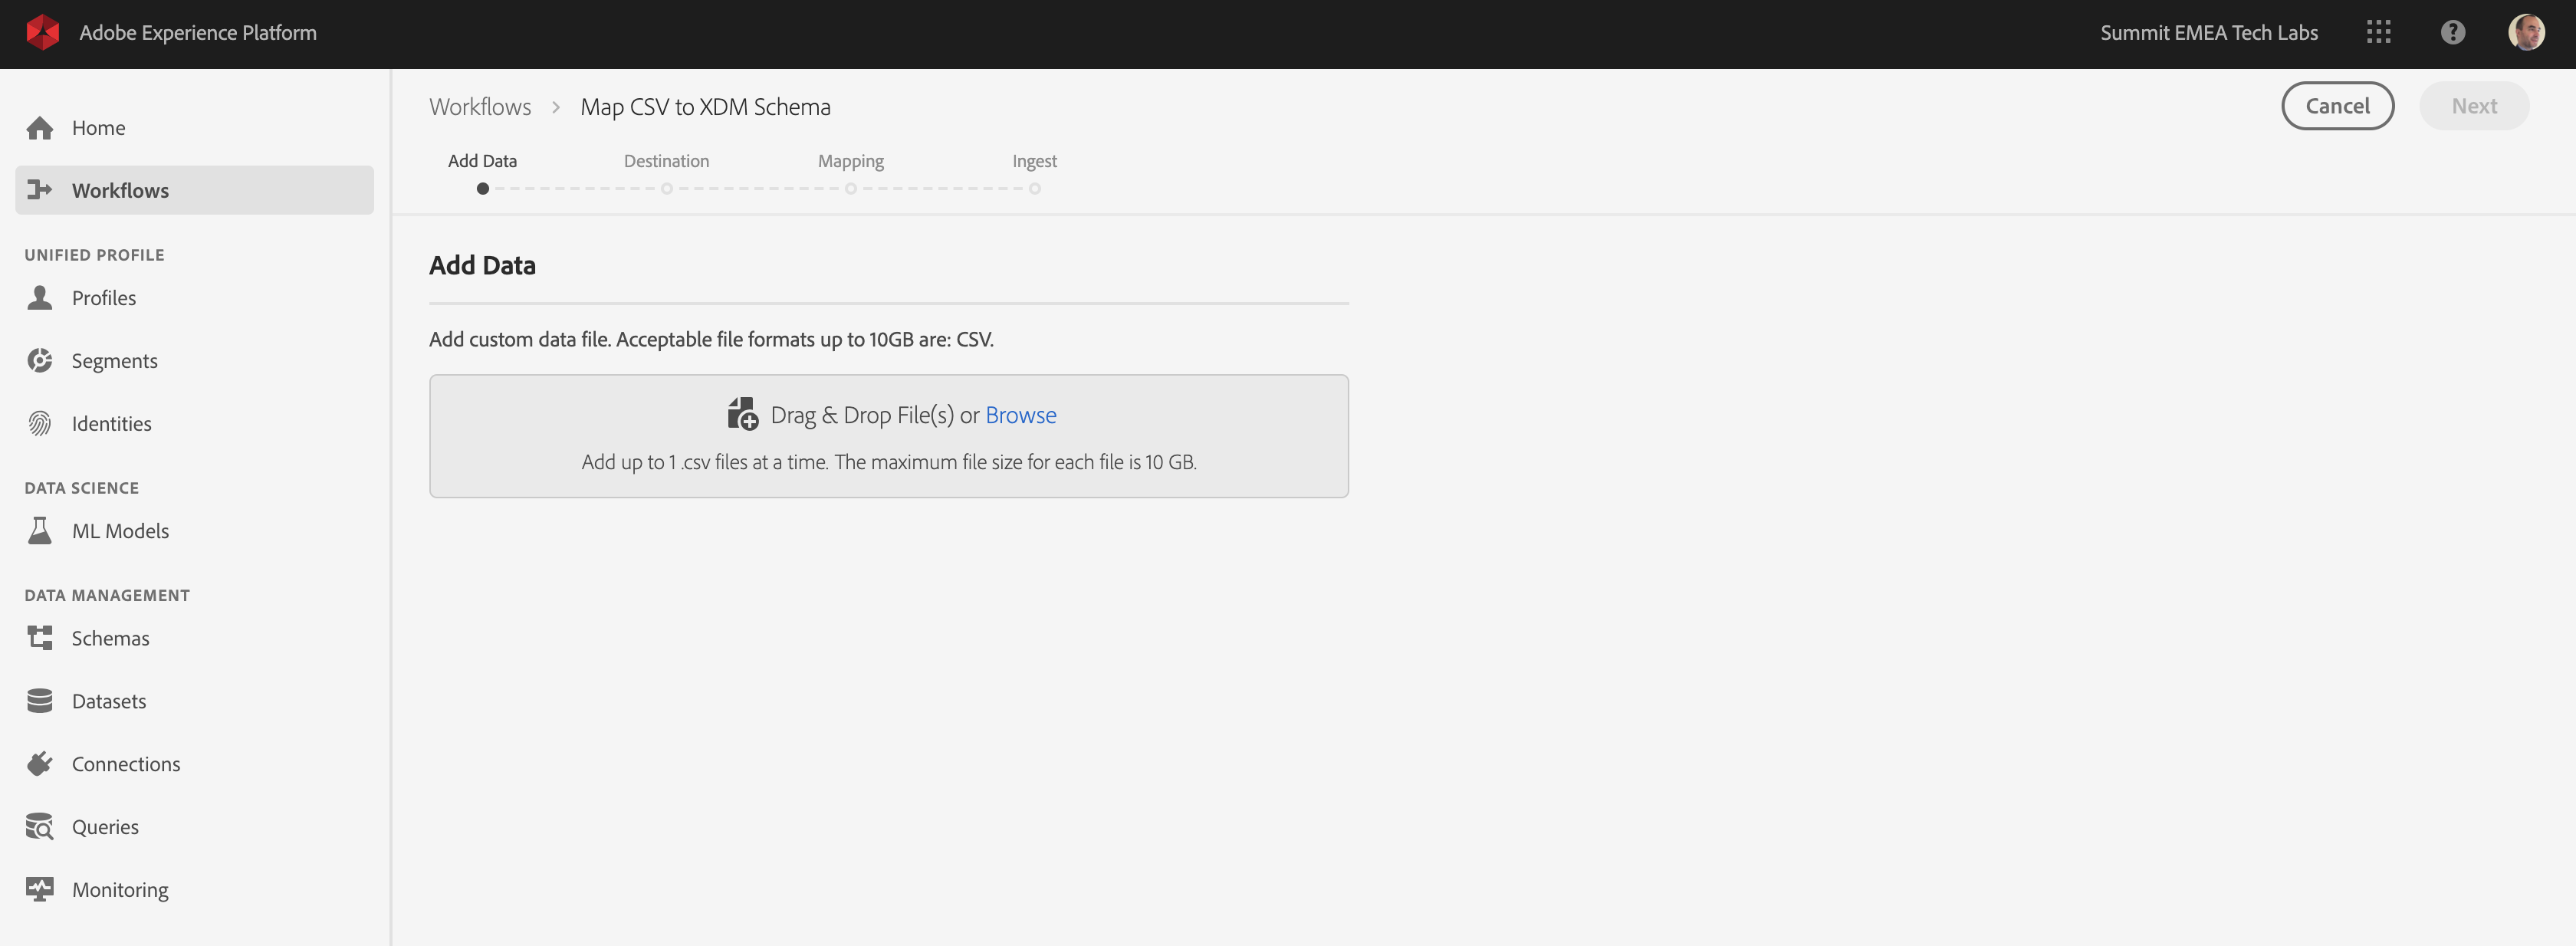 Adobe Experience Platform
Summit EMEA Tech Labs
?
Home
Workflows
UNIFIED PROFILE
Profiles
Segments
Identities
DATA SCIENCE
ML Models
DATA MANAGEMENT
Schemas
Datasets
Connections
Queries
Monitoring
Workflows > Map CSV to XDM Schema
Cancel
Next
Add Data
Destination
Mapping
Ingest
Add Data
Add custom data file. Acceptable file formats up to 10GB are: CSV.
Drag & Drop File(s) or Browse
Add up to 1 .csv files at a time. The maximum file size for each file is 10 GB.